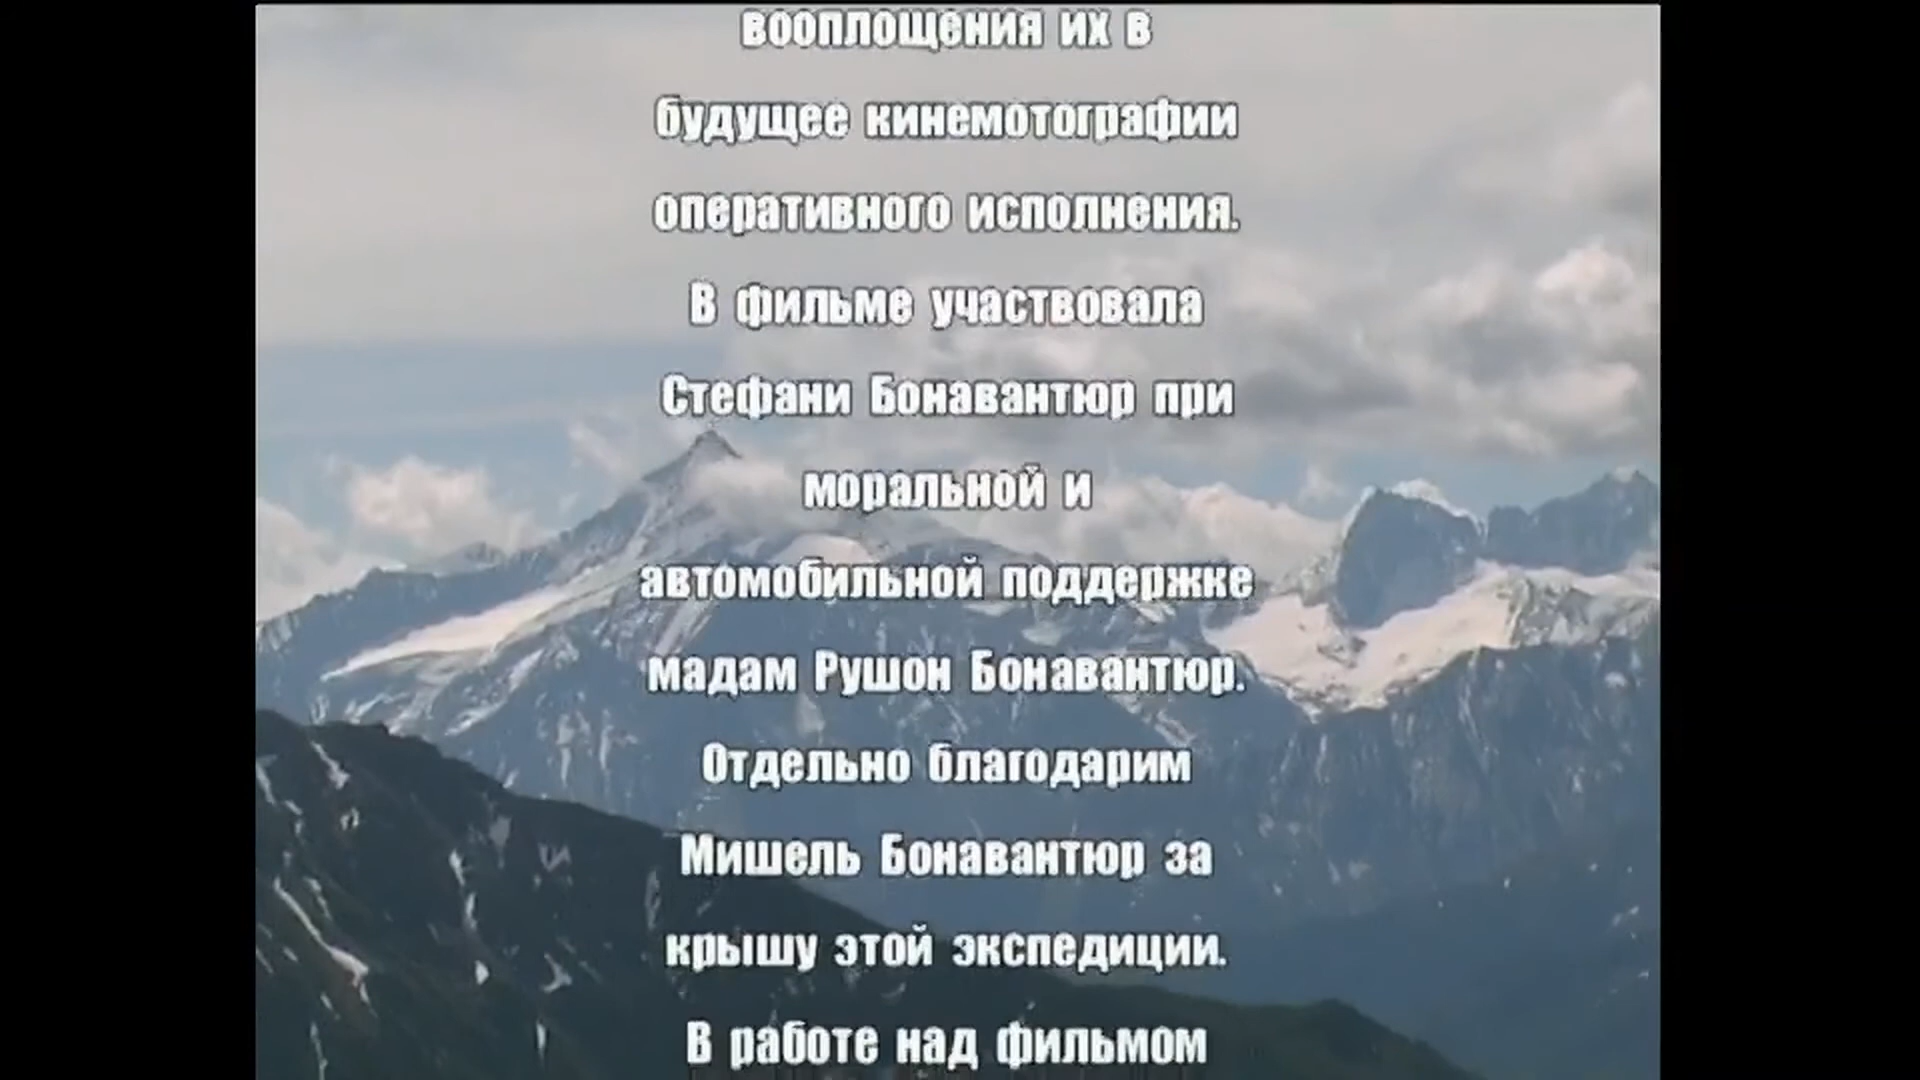 вооплощения их в
будущее кинемотографии
оперативного исполнения.
В фильме участвовала
Стефани Бонавантюр при
моральной и
автомобильной поддержке
мадам Рушон Бонавантюр.
Отдельно благодарим
Мишель Бонавантюр за
крышу этой экспедиции.
В работе над фильмом